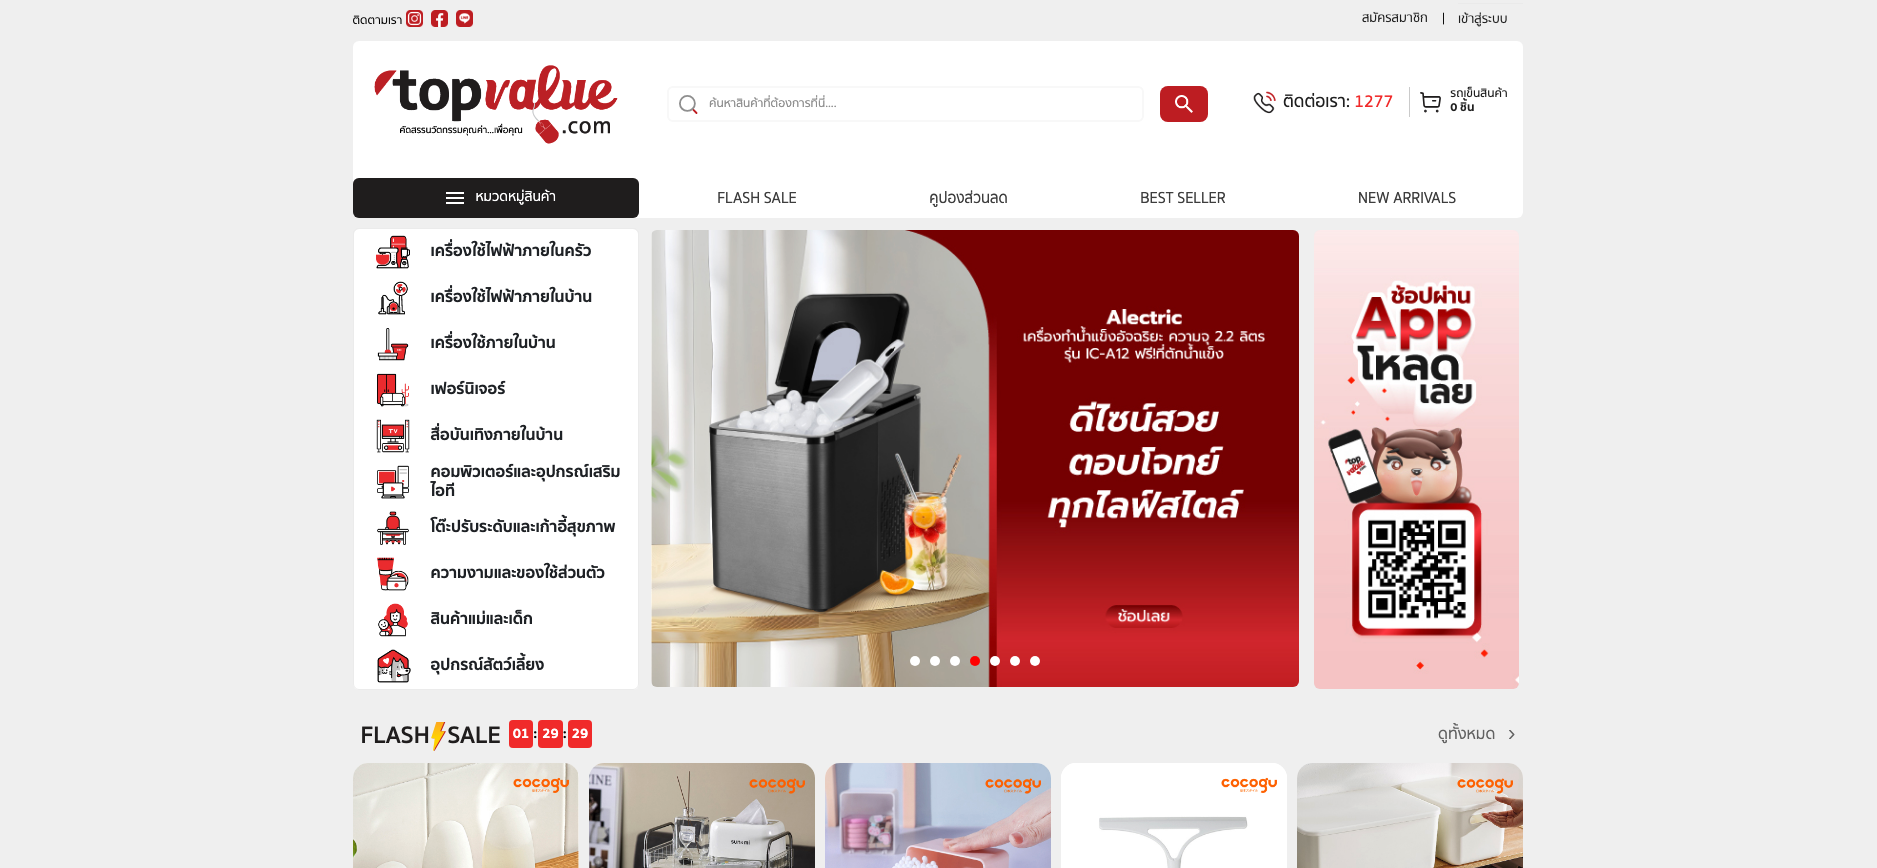 ติดตามเรา
สมัครสมาชิก | เข้าสู่ระบบ
topvalue
.com
คัดสรรนวัตกรรมคุณค่า...เพื่อคุณ
ค้นหาสินค้าที่ต้องการที่นี่....
ติดต่อเรา: 1277
รถเข็นสินค้า
0 ชิ้น
หมวดหมู่สินค้า
FLASH SALE
คูปองส่วนลด
BEST SELLER
NEW ARRIVALS
เครื่องใช้ไฟฟ้าภายในครัว
เครื่องใช้ไฟฟ้าภายในบ้าน
เครื่องใช้ภายในบ้าน
เฟอร์นิเจอร์
TV
สื่อบันเทิงภายในบ้าน
คอมพิวเตอร์และอุปกรณ์เสริม
ไอที
โต๊ะปรับระดับและเก้าอี้สุขภาพ
ความงามและของใช้ส่วนตัว
สินค้าแม่และเด็ก
อุปกรณ์สัตว์เลี้ยง
Alectric
เครื่องทำน้ำแข็งอัจฉริยะ ความจุ 2.2 ลิตร
รุ่น IC-A12 ฟรี!ที่ตักน้ำแข็ง
ดีไซน์สวย
ตอบโจทย์
ทุกไลฟ์สไตล์
ช้อปเลย
ช้อปผ่าน
App
โหลด
เลย
top
value
FLASH SALE 01 : 29 : 29
ดูทั้งหมด
cocogu
cocogu
cocogu
cocogu
cocogu